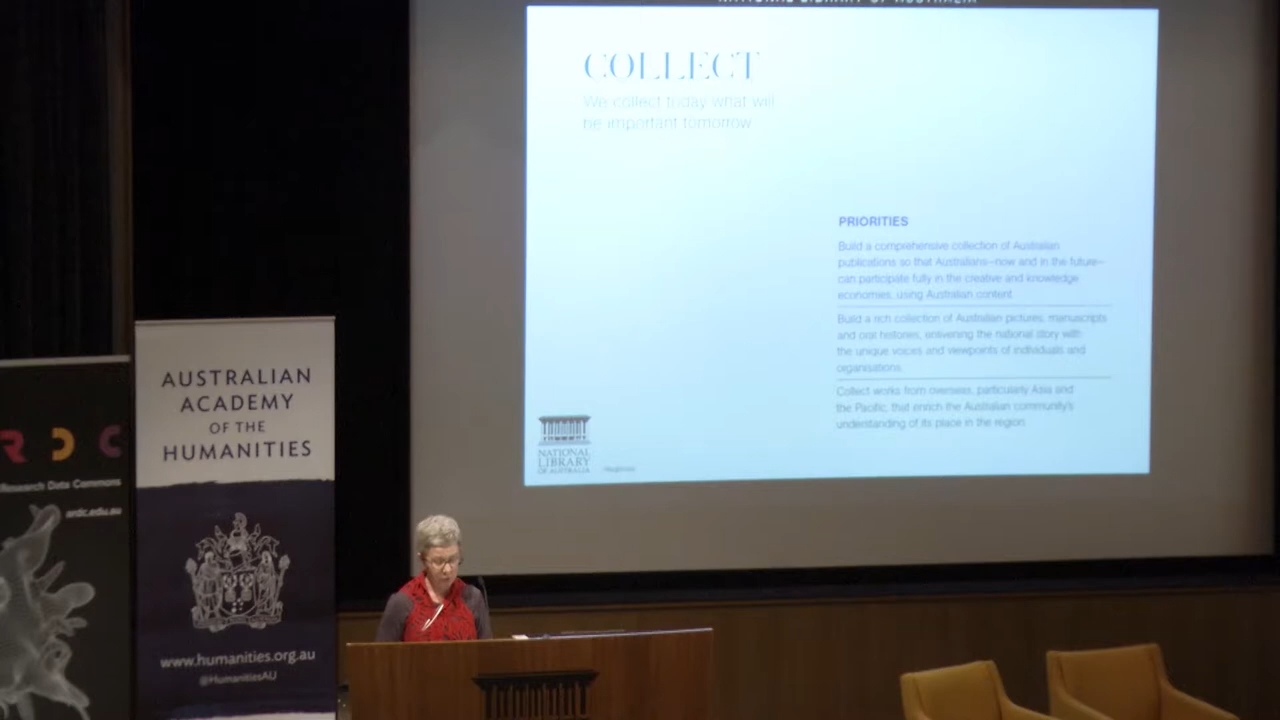 NATIONAL LIBRARY OF AUSTRALIA
COLLECT
We collect today what will
be important tomorrow
PRIORITIES
Build a comprehensive collection of Australian
publications so that Australians—now and in the future—
can participate fully in the creative and knowledge
economies, using Australian content
Build a rich collection of Australian pictures, manuscripts
and oral histories, enlivening the national story with
the unique voices and viewpoints of individuals and
organisations
Collect works from overseas, particularly Asia and
the Pacific, that enrich the Australian community's
understanding of its place in the region
NATIONAL
LIBRARY
OF AUSTRALIA
AUSTRALIAN
ACADEMY
OF THE
HUMANITIES
www.humanities.org.au
@HumanitiesAU
RDC
Research Data Commons
ardc.edu.au